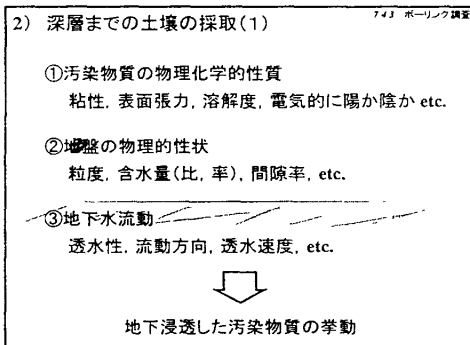 7.4.3 ボーリング調査
2) 深層までの土壌の採取(1)
①汚染物質の物理化学的性質
粘性, 表面張力, 溶解度, 電気的に陽か陰か etc.
②地盤の物理的性状
粒度, 含水量(比, 率), 間隙率, etc.
③地下水流動
透水性, 流動方向, 透水速度, etc.
地下浸透した汚染物質の挙動